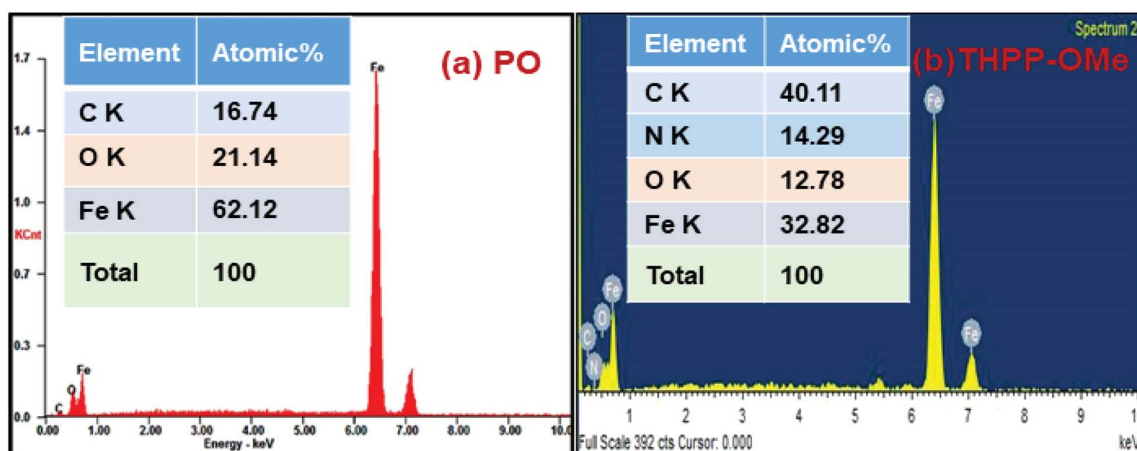 (a) PO
Element Atomic%
C K 16.74
O K 21.14
Fe K 62.12
Total 100
1.7
1.4
1.0
KCnt
0.7
0.3
0.0
C
O
Fe
Fe
0.00 1.00 2.00 3.00 4.00 5.00 6.00 7.00 8.00 9.00 10.2
Energy - keV
Spectrum 2
(b) THPP-OMe
Element Atomic%
C K 40.11
N K 14.29
O K 12.78
Fe K 32.82
Total 100
C
N
O
Fe
Fe
Fe
1 2 3 4 5 6 7 8 9 1
Full Scale 392 cts Cursor: 0.000
keV